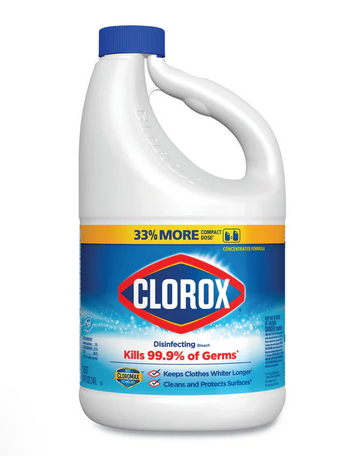 33% MORE COMPACT DOSE
CONCENTRATED FORMULA
CLOROX
Disinfecting Bleach
Kills 99.9% of Germs*
Keeps Clothes Whiter Longer
CLOROMAX
Cleans and Protects Surfaces